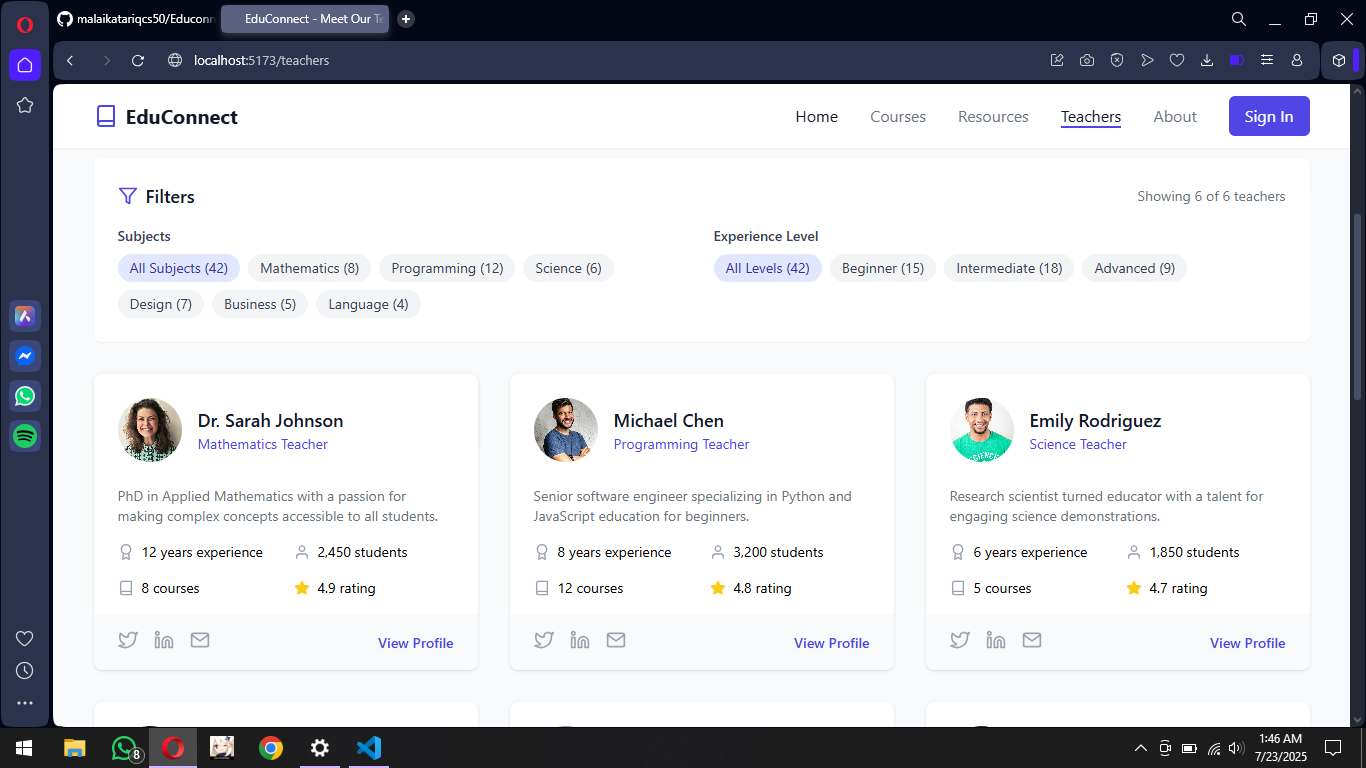 malaikatariqcs50/Educonn
EduConnect - Meet Our Te
localhost:5173/teachers
EduConnect
Home Courses Resources Teachers About Sign In
Filters
Showing 6 of 6 teachers
Subjects
All Subjects (42) Mathematics (8) Programming (12) Science (6)
Design (7) Business (5) Language (4)
Experience Level
All Levels (42) Beginner (15) Intermediate (18) Advanced (9)
Dr. Sarah Johnson
Mathematics Teacher
PhD in Applied Mathematics with a passion for
making complex concepts accessible to all students.
12 years experience 2,450 students
8 courses 4.9 rating
View Profile
Michael Chen
Programming Teacher
Senior software engineer specializing in Python and
JavaScript education for beginners.
8 years experience 3,200 students
12 courses 4.8 rating
View Profile
SCIENCE
Emily Rodriguez
Science Teacher
Research scientist turned educator with a talent for
engaging science demonstrations.
6 years experience 1,850 students
5 courses 4.7 rating
View Profile
8
1:46 AM
7/23/2025